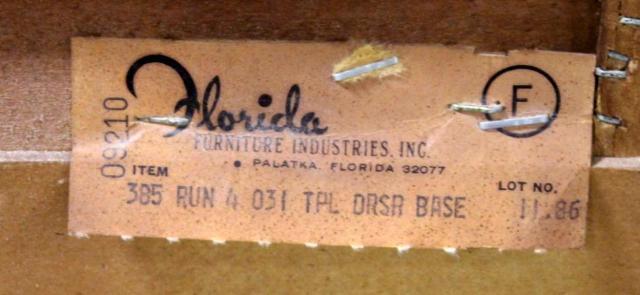 Florida
F
FURNITURE INDUSTRIES, INC.
PALATKA, FLORIDA 32077
09210
ITEM
385 RUN 4 031 TPL DRSR BASE
LOT NO.
11.86